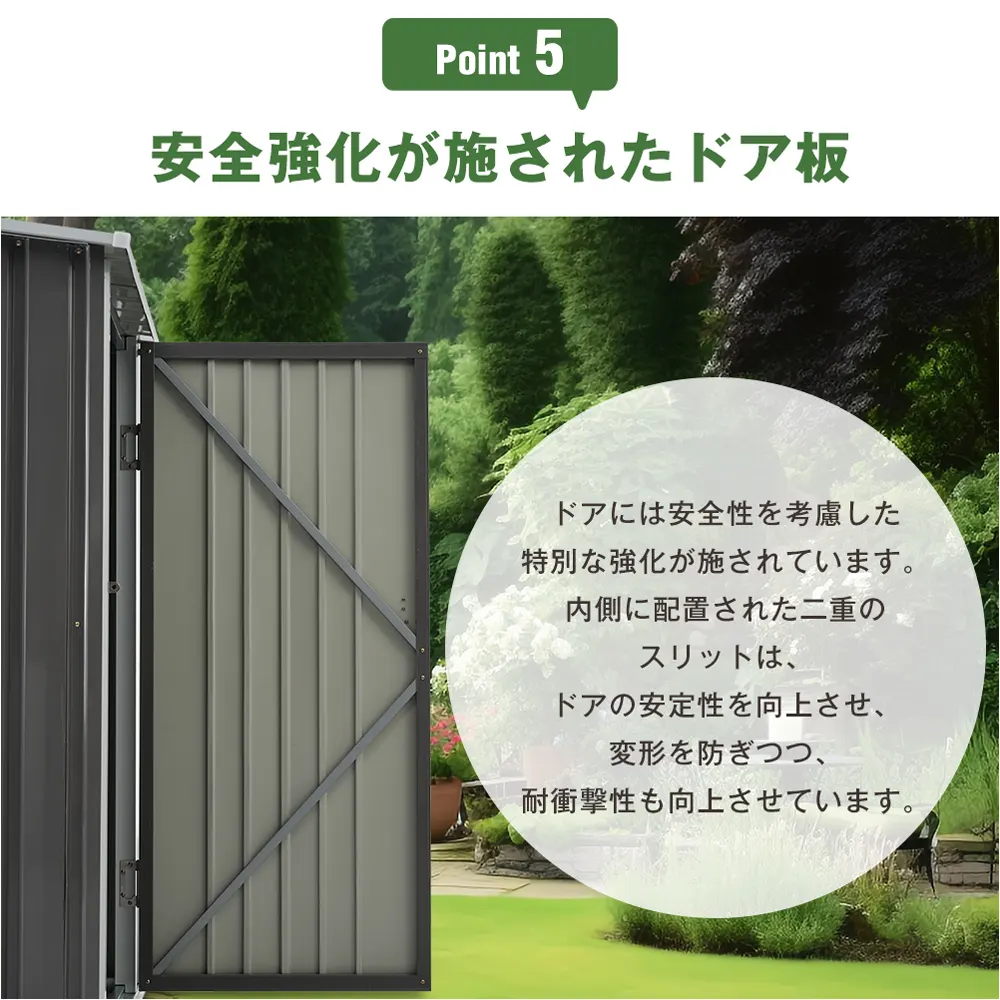 Point 5
安全強化が施されたドア板
ドアには安全性を考慮した
特別な強化が施されています。
内側に配置された二重の
スリットは、
ドアの安定性を向上させ、
変形を防ぎつつ、
耐衝撃性も向上させています。